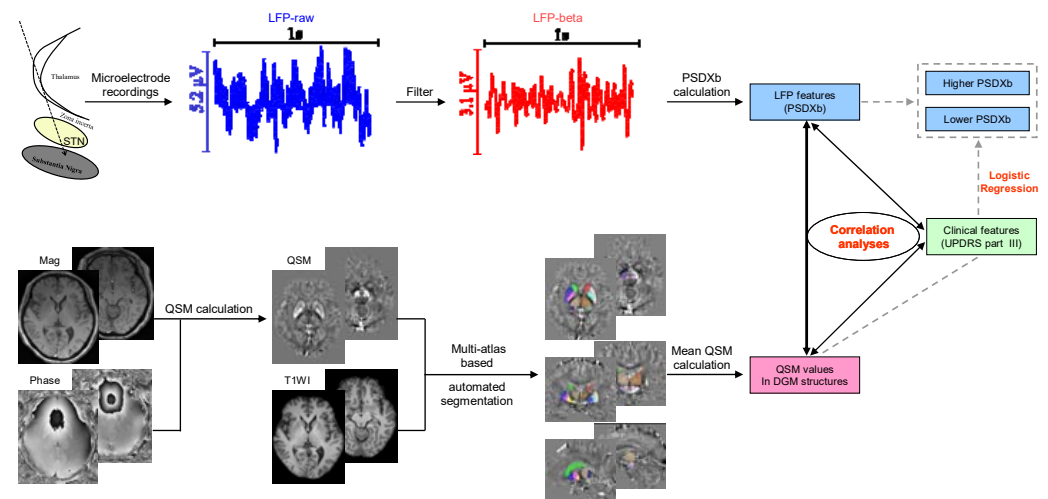 LFP-raw
1s
5.2 μV
LFP-beta
1s
3.1 μV
Thalamus
Zona incerta
STN
Substantia Nigra
Microelectrode
recordings
Filter
PSDXb
calculation
LFP features
(PSDXb)
Higher PSDXb
Lower PSDXb
Logistic
Regression
Correlation
analyses
Clinical features
(UPDRS part III)
Mag
Phase
QSM calculation
QSM
T1WI
Multi-atlas
based
automated
segmentation
Mean QSM
calculation
QSM values
In DGM structures